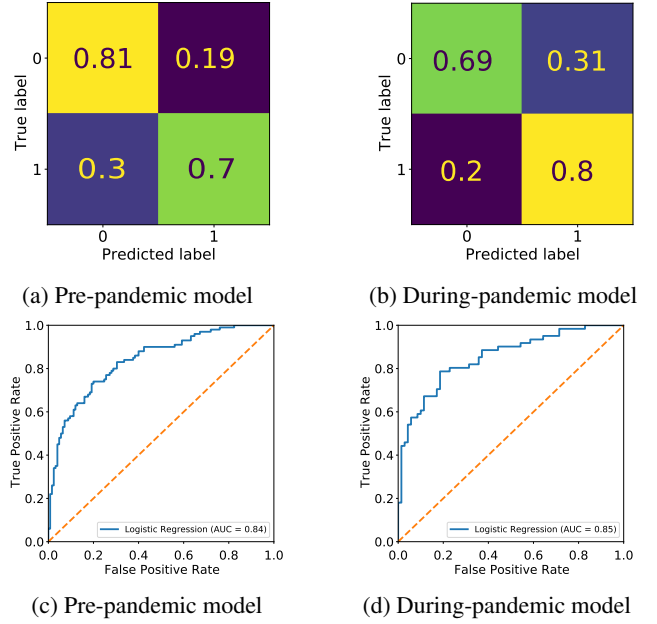 0
0.81
0.19
True label
1
0.3
0.7
0
1
Predicted label
0
0.69
0.31
True label
1
0.2
0.8
0
1
Predicted label
(a) Pre-pandemic model
(b) During-pandemic model
1.0
0.8
0.6
0.4
0.2
0.0
True Positive Rate
Logistic Regression (AUC = 0.84)
0.0
0.2
0.4
0.6
0.8
1.0
False Positive Rate
1.0
0.8
0.6
0.4
0.2
0.0
True Positive Rate
Logistic Regression (AUC = 0.85)
0.0
0.2
0.4
0.6
0.8
1.0
False Positive Rate
(c) Pre-pandemic model
(d) During-pandemic model